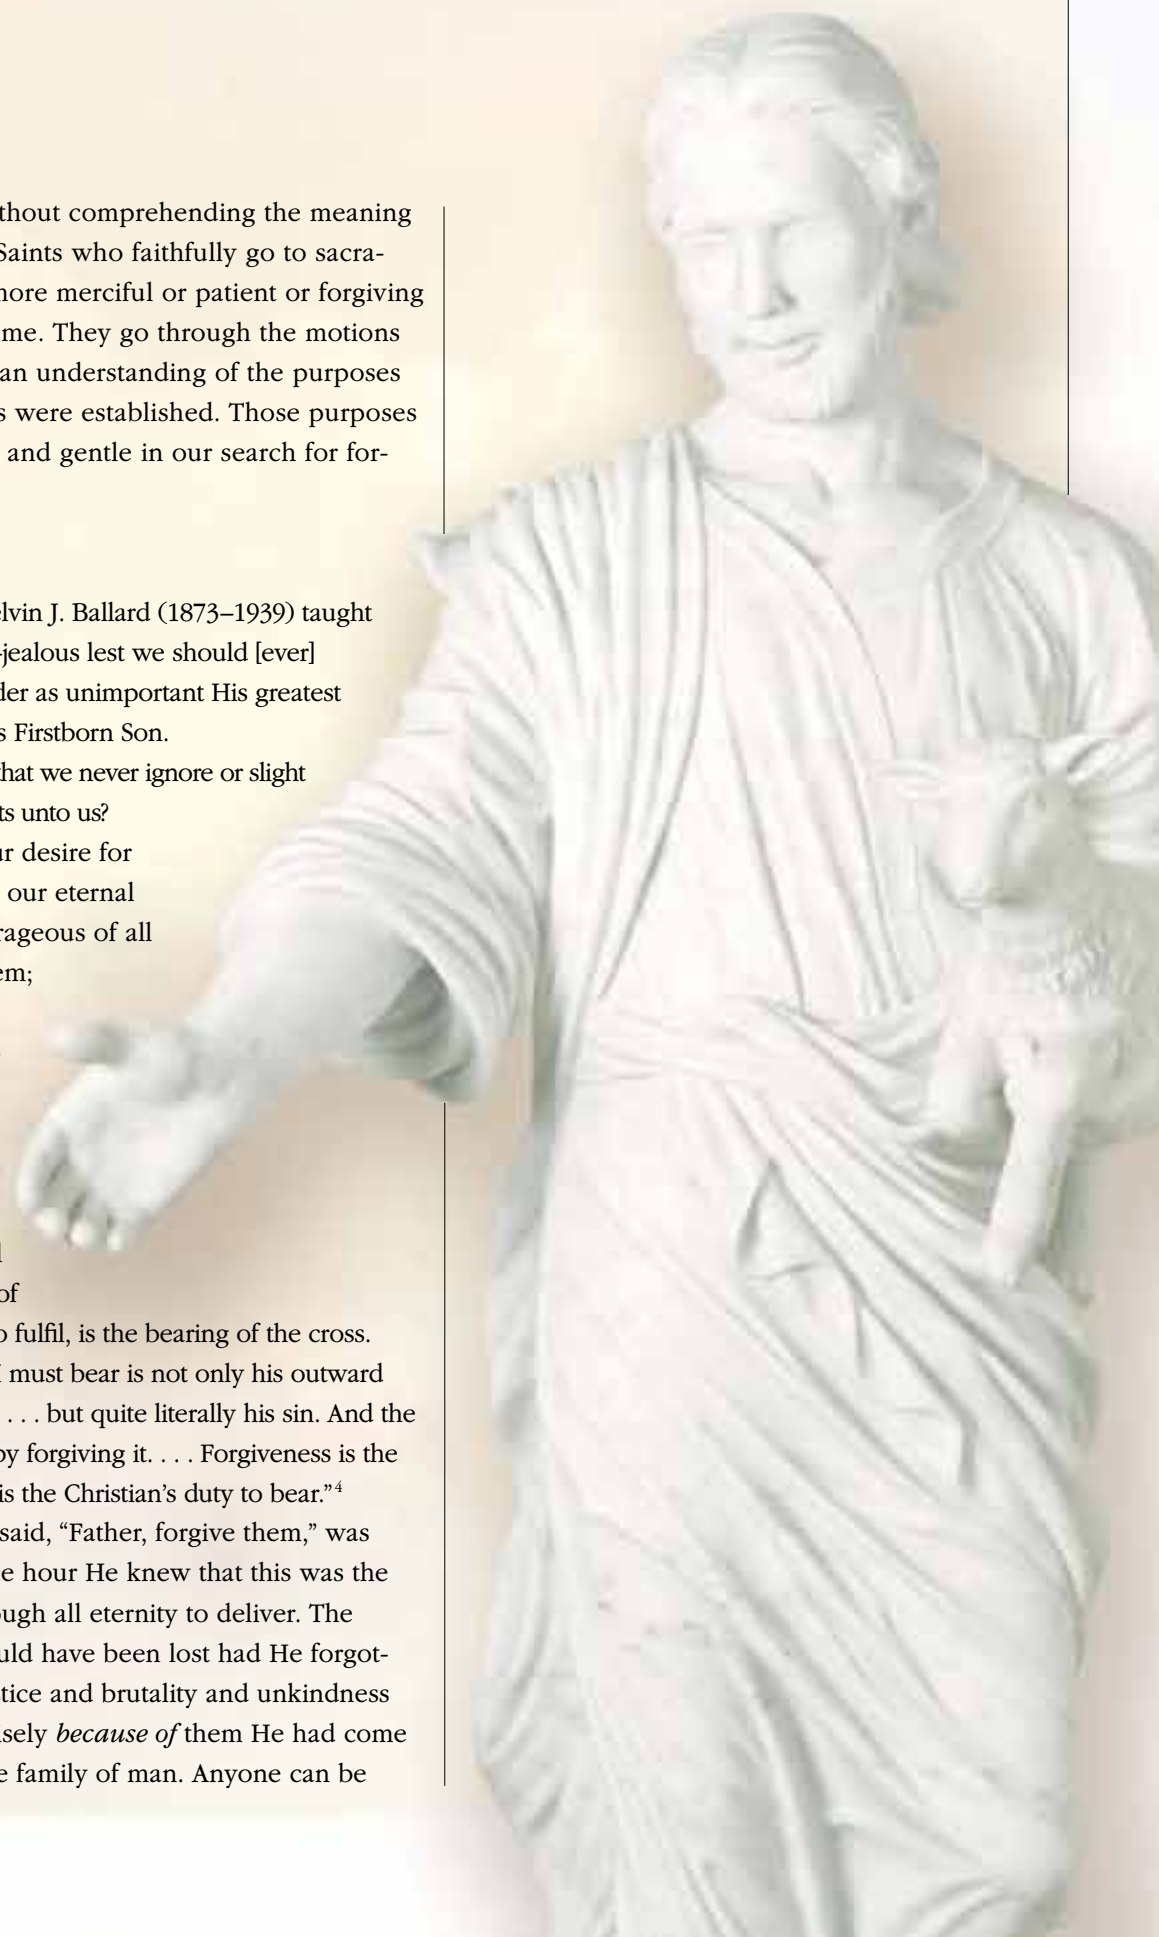 thout comprehending the meaning
Saints who faithfully go to sacra-
more merciful or patient or forgiving
me. They go through the motions
an understanding of the purposes
s were established. Those purposes
and gentle in our search for for-
lvin J. Ballard (1873–1939) taught
jealous lest we should [ever]
der as unimportant His greatest
s Firstborn Son.
hat we never ignore or slight
ts unto us?
ur desire for
our eternal
rageous of all
em;
of
o fulfil, is the bearing of the cross.
I must bear is not only his outward
. . . but quite literally his sin. And the
by forgiving it. . . . Forgiveness is the
is the Christian’s duty to bear.”4
said, “Father, forgive them,” was
e hour He knew that this was the
ough all eternity to deliver. The
uld have been lost had He forgot-
tice and brutality and unkindness
isely because of them He had come
e family of man. Anyone can be